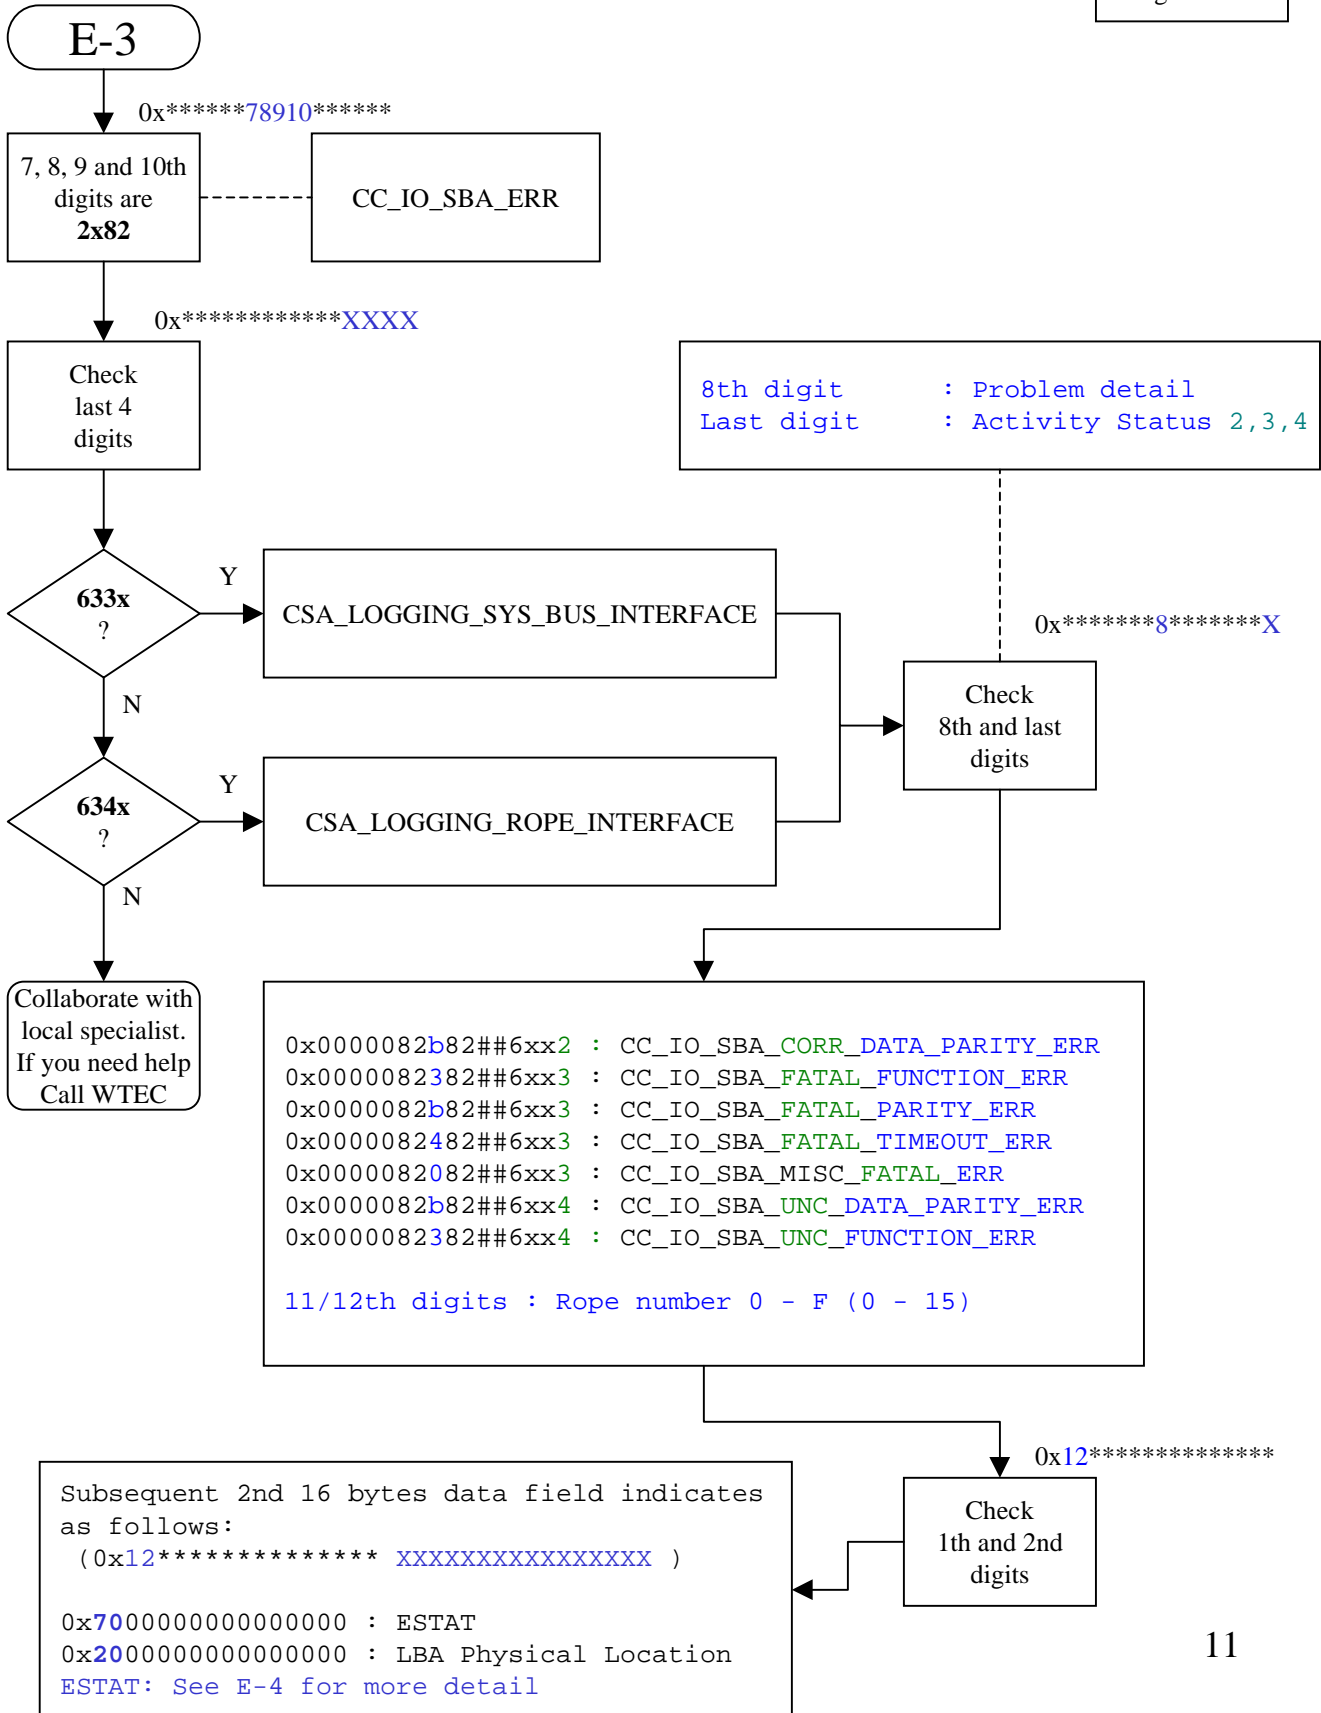 E-3
0x******78910******
7, 8, 9 and 10th
digits are
2x82
CC_IO_SBA_ERR
0x************XXXX
Check
last 4
digits
8th digit : Problem detail
Last digit : Activity Status 2,3,4
633x
?
Y
CSA_LOGGING_SYS_BUS_INTERFACE
N
0x*******8*******X
Check
8th and last
digits
634x
?
Y
CSA_LOGGING_ROPE_INTERFACE
N
Collaborate with
local specialist.
If you need help
Call WTEC
0x0000082b82##6xx2 : CC_IO_SBA_CORR_DATA_PARITY_ERR
0x0000082382##6xx3 : CC_IO_SBA_FATAL_FUNCTION_ERR
0x0000082b82##6xx3 : CC_IO_SBA_FATAL_PARITY_ERR
0x0000082482##6xx3 : CC_IO_SBA_FATAL_TIMEOUT_ERR
0x0000082082##6xx3 : CC_IO_SBA_MISC_FATAL_ERR
0x0000082b82##6xx4 : CC_IO_SBA_UNC_DATA_PARITY_ERR
0x0000082382##6xx4 : CC_IO_SBA_UNC_FUNCTION_ERR
11/12th digits : Rope number 0 - F (0 - 15)
0x12**************
Check
1th and 2nd
digits
Subsequent 2nd 16 bytes data field indicates
as follows:
(0x12************** XXXXXXXXXXXXXXXX )
0x7000000000000000 : ESTAT
0x2000000000000000 : LBA Physical Location
ESTAT: See E-4 for more detail
11